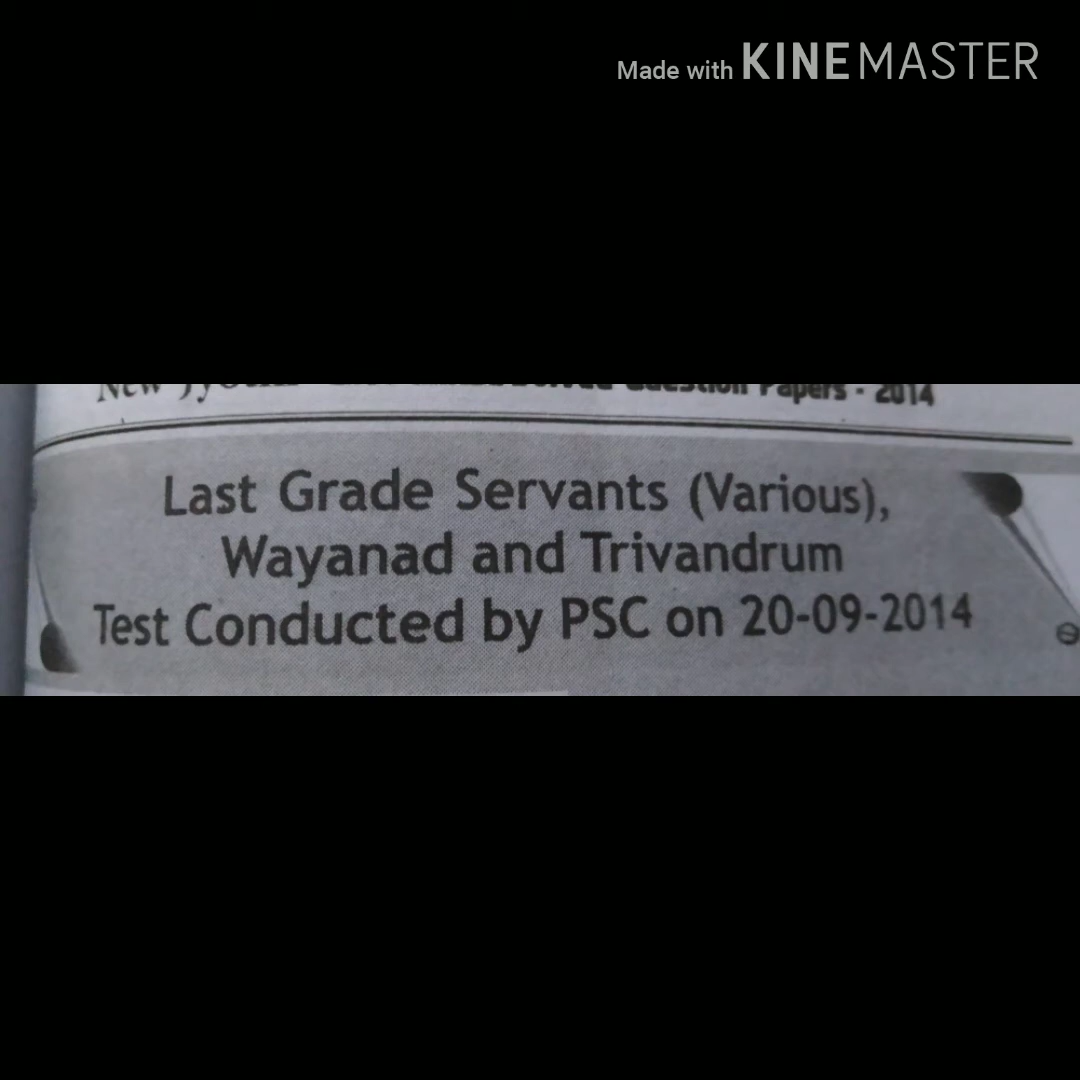 Made with KINEMASTER
Question Papers - 2014
Last Grade Servants (Various),
Wayanad and Trivandrum
Test Conducted by PSC on 20-09-2014